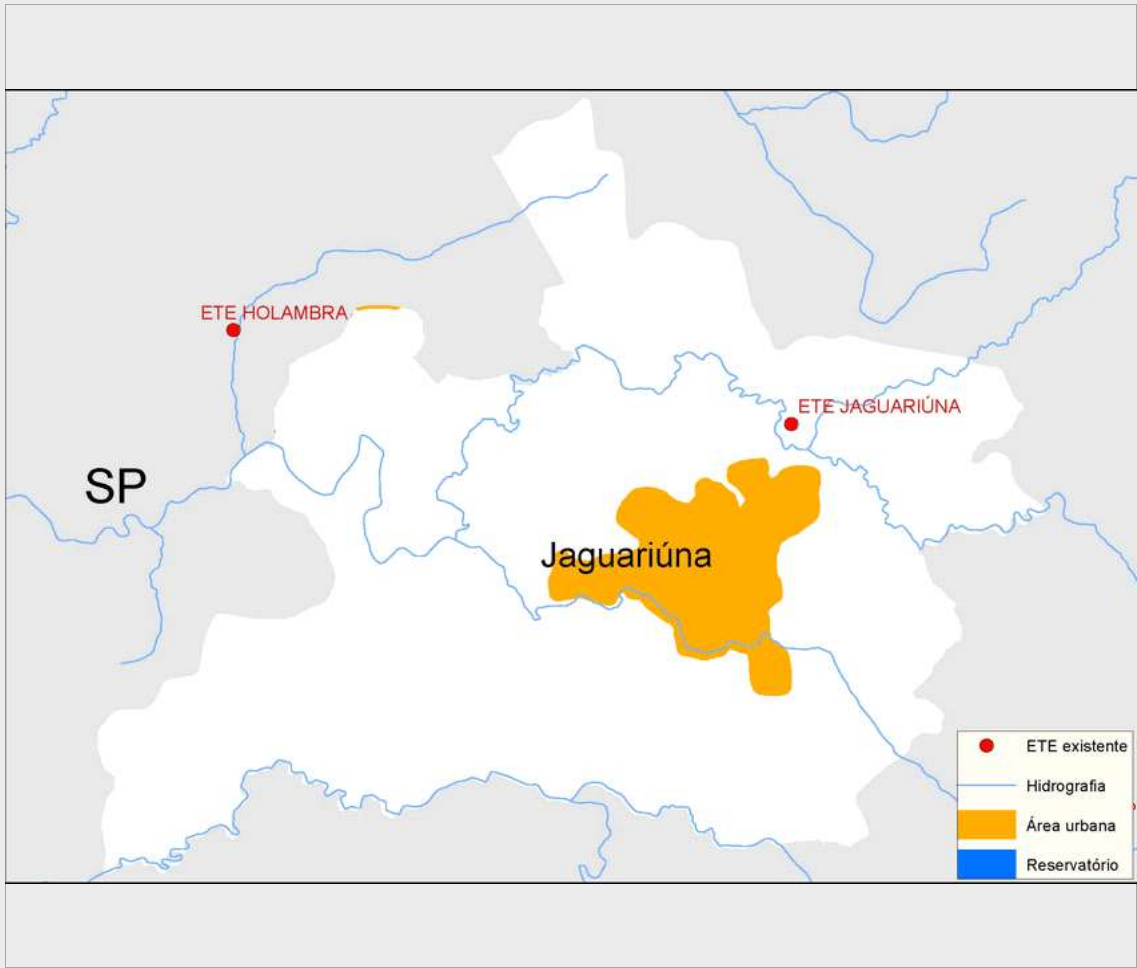 ETE HOLAMBRA
ETE JAGUARIÚNA
SP
Jaguariúna
ETE existente
Hidrografia
Área urbana
Reservatório